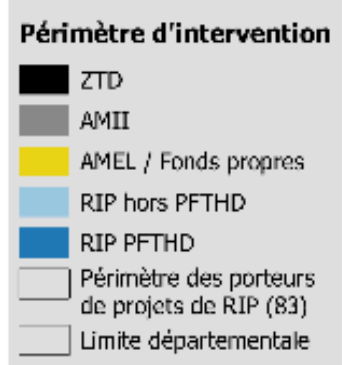 Périmètre d'intervention
ZTD
AMII
AMEL / Fonds propres
RIP hors PFTHD
RIP PFTHD
Périmètre des porteurs
de projets de RIP (83)
Limite départementale